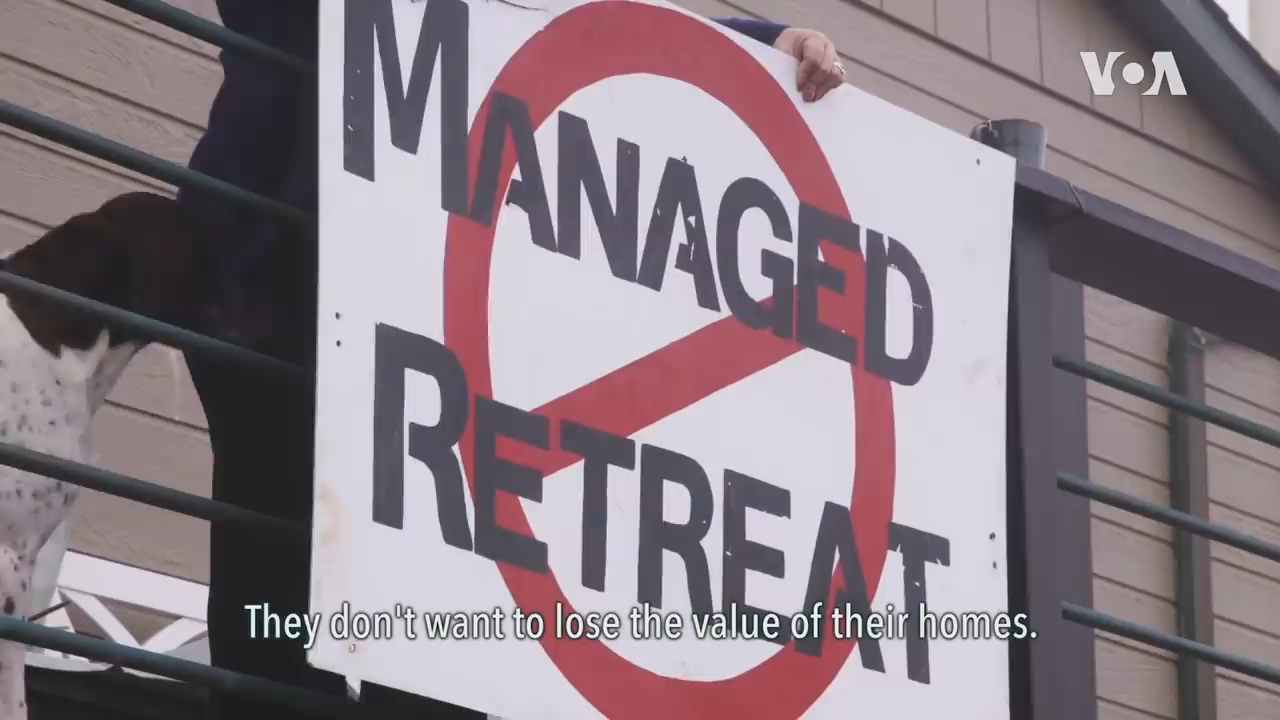 VOA
MANAGED
RETREAT
They don't want to lose the value of their homes.